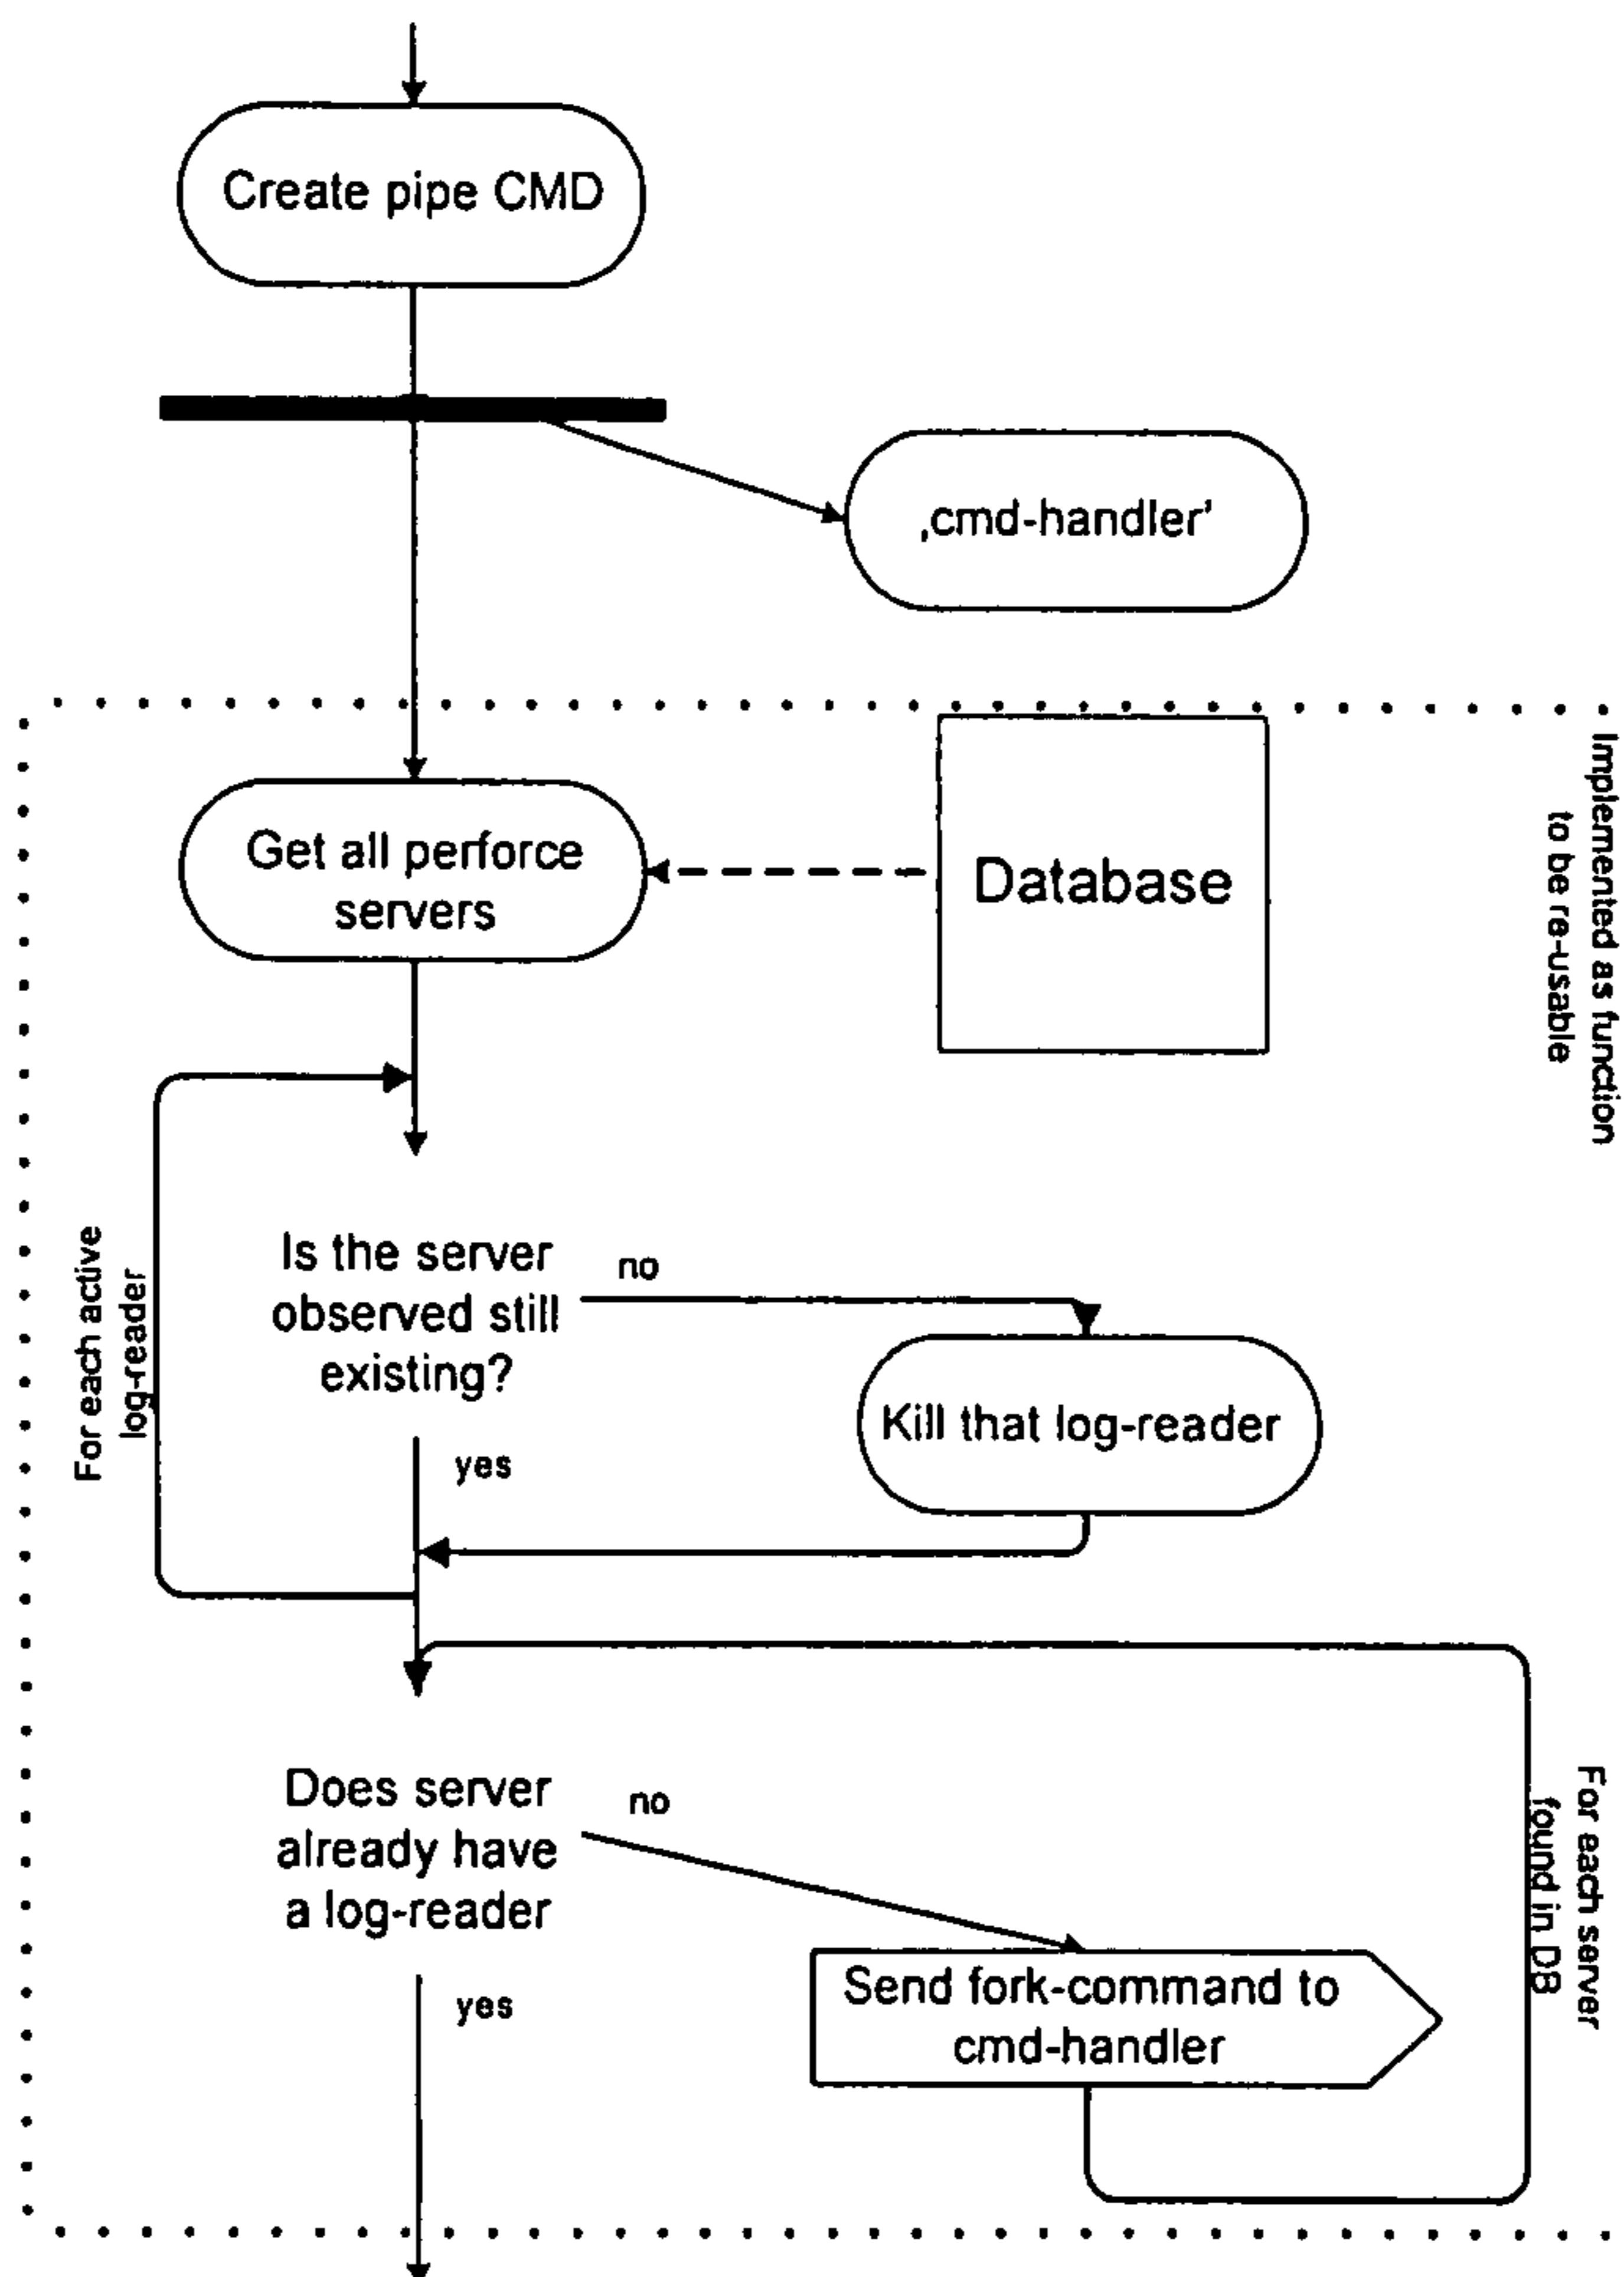 Create pipe CMD
‚cmd-handler'
Implemented as function
to be re-usable
Get all perforce
servers
Database
For each active
log-reader
Is the server
observed still
existing?
no
Kill that log-reader
yes
Does server
already have
a log-reader
no
For each server
found in DB
Send fork-command to
cmd-handler
yes